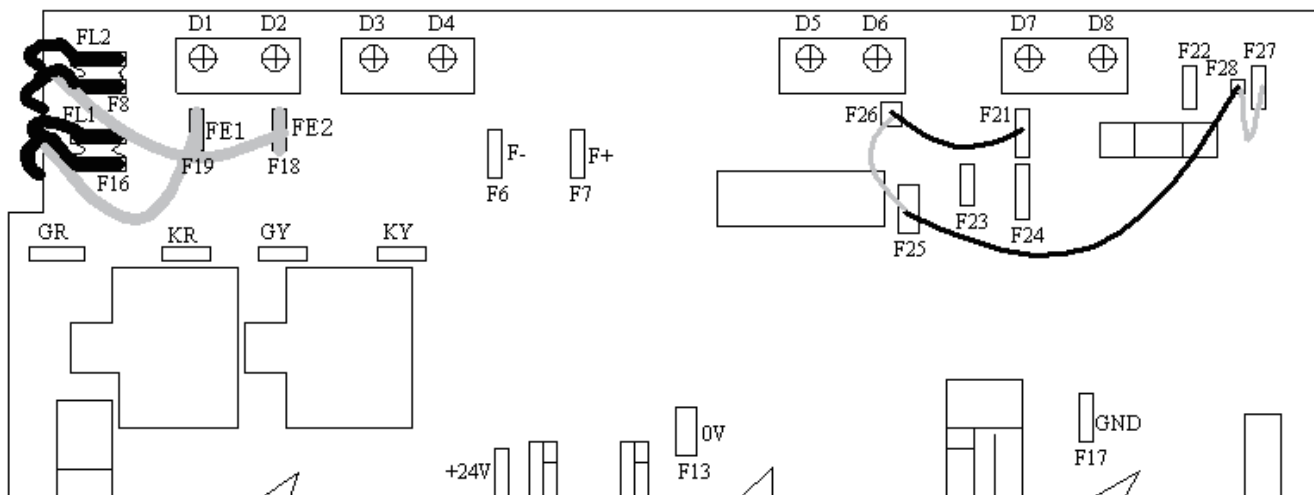 D1 D2 D3 D4 D5 D6 D7 D8
FL2 F22 F27
F28
F8
FL1 FE1 FE2 F26 F21
F16 F19 F18 F- F+
F6 F7 F23 F24
GR KR GY KY F25
0V GND
+24V F13 F17